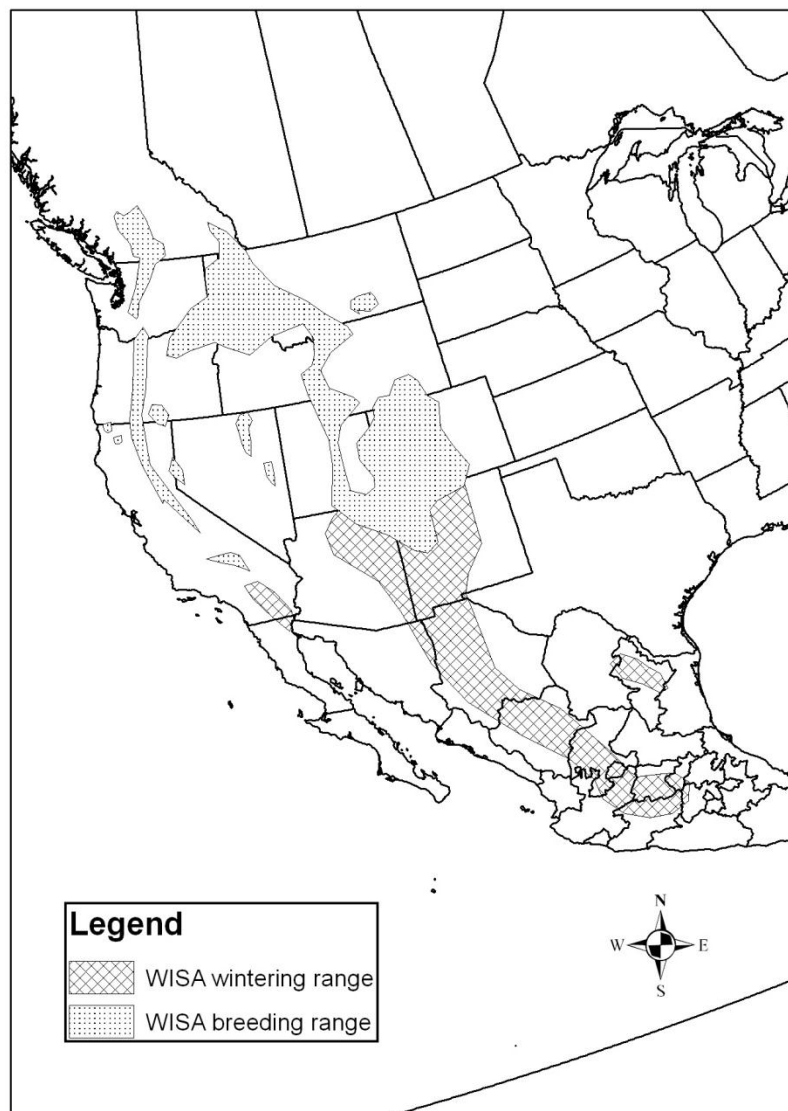 Legend
WISA wintering range
WISA breeding range
N
W E
S